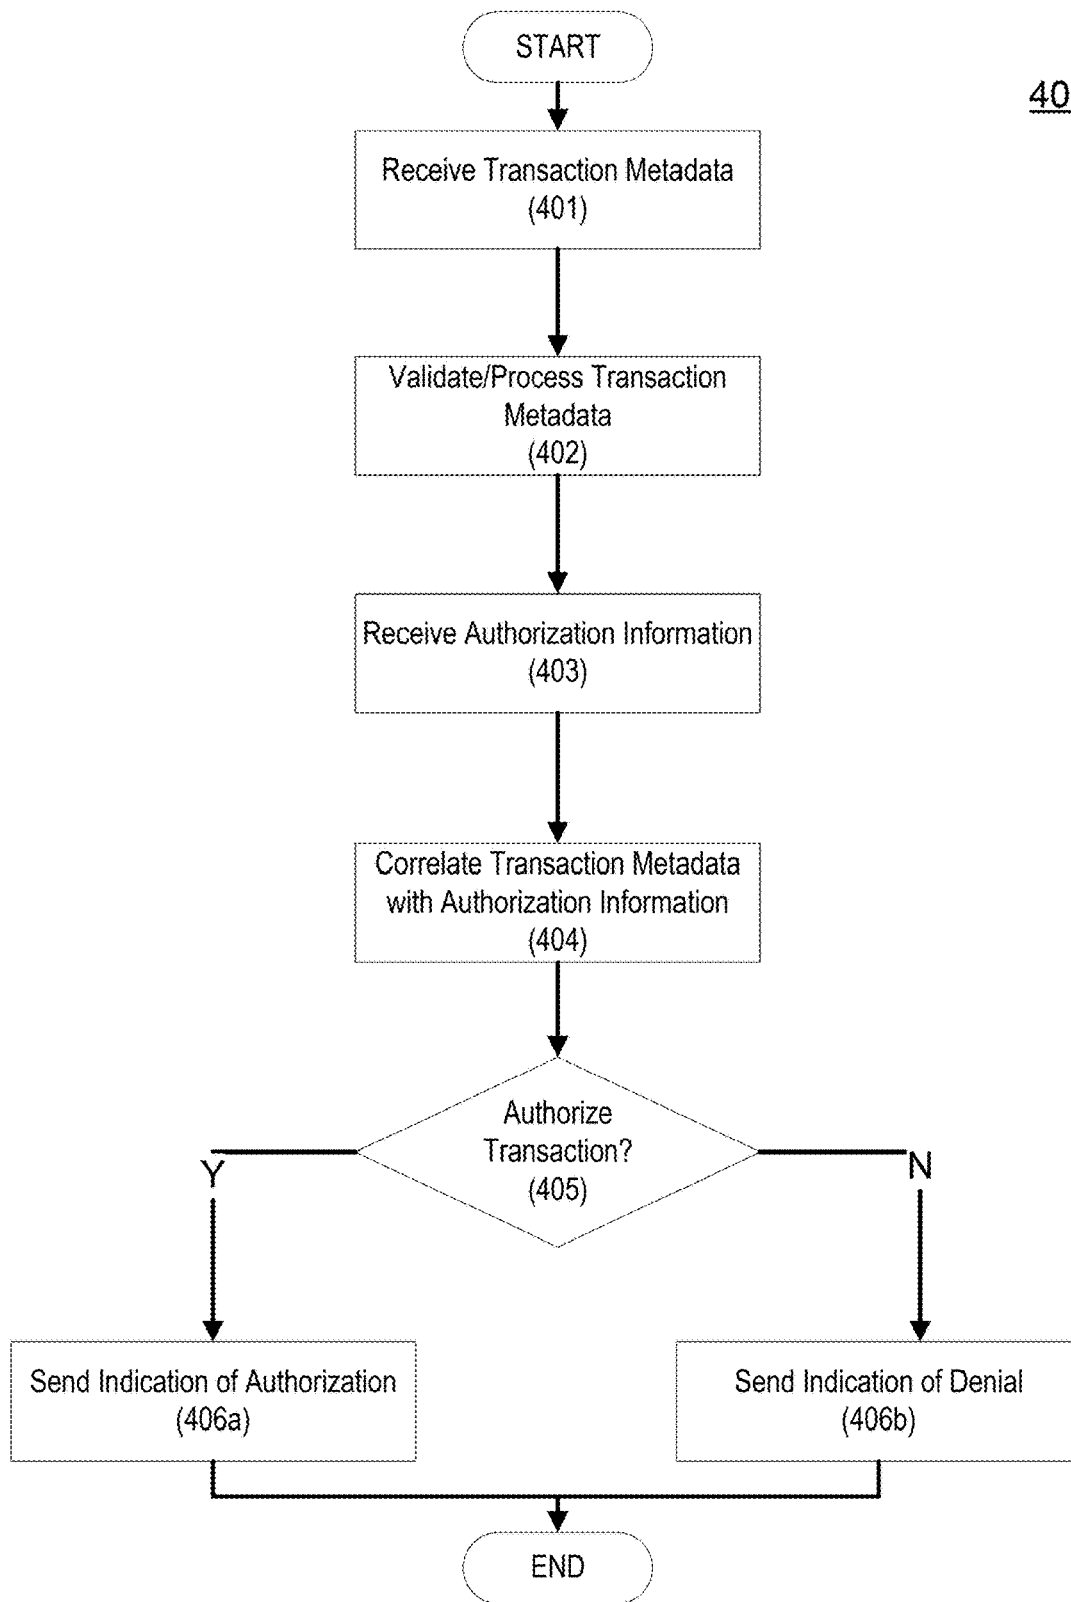 START
40
Receive Transaction Metadata
(401)
Validate/Process Transaction
Metadata
(402)
Receive Authorization Information
(403)
Correlate Transaction Metadata
with Authorization Information
(404)
Authorize
Transaction?
(405)
Y
N
Send Indication of Authorization
(406a)
Send Indication of Denial
(406b)
END